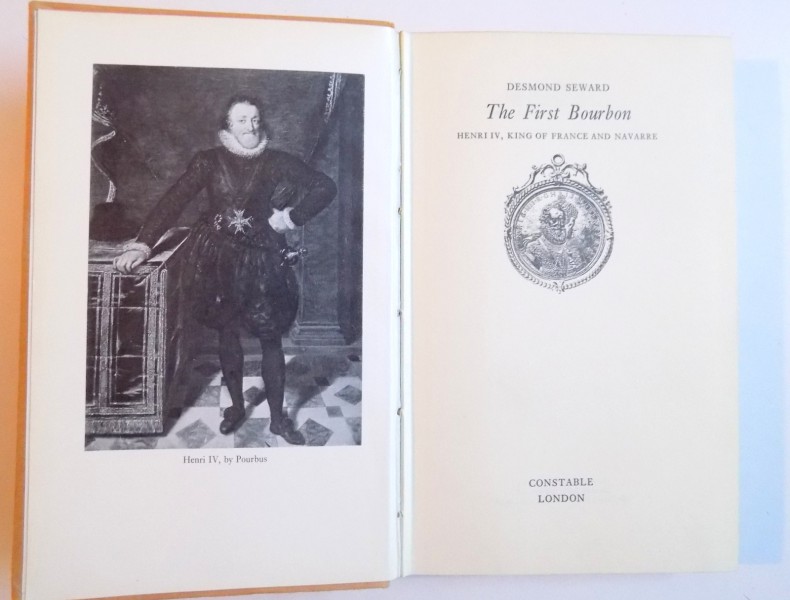 Henri IV, by Pourbus
DESMOND SEWARD
The First Bourbon
HENRI IV, KING OF FRANCE AND NAVARRE
CONSTABLE
LONDON